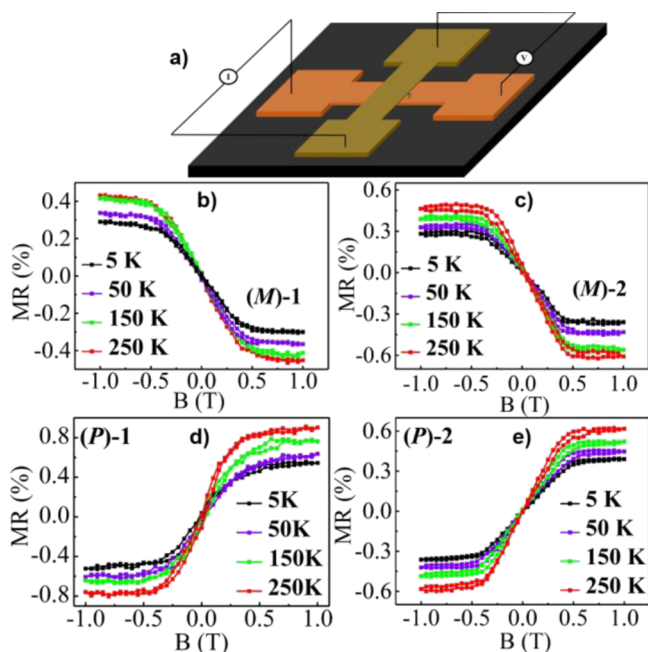 a)
I
V
b)
MR (%)
0.4
0.2
0.0
-0.2
-0.4
5 K
50 K
150 K
250 K
(M)-1
-1.0 -0.5 0.0 0.5 1.0
B (T)
c)
MR (%)
0.6
0.3
0.0
-0.3
-0.6
5 K
50 K
150 K
250 K
(M)-2
-1.0 -0.5 0.0 0.5 1.0
B (T)
(P)-1
d)
MR (%)
0.8
0.4
0.0
-0.4
-0.8
5K
50K
150K
250K
-1.0 -0.5 0.0 0.5 1.0
B (T)
(P)-2
e)
MR (%)
0.6
0.3
0.0
-0.3
-0.6
5 K
50 K
150 K
250 K
-1.0 -0.5 0.0 0.5 1.0
B (T)